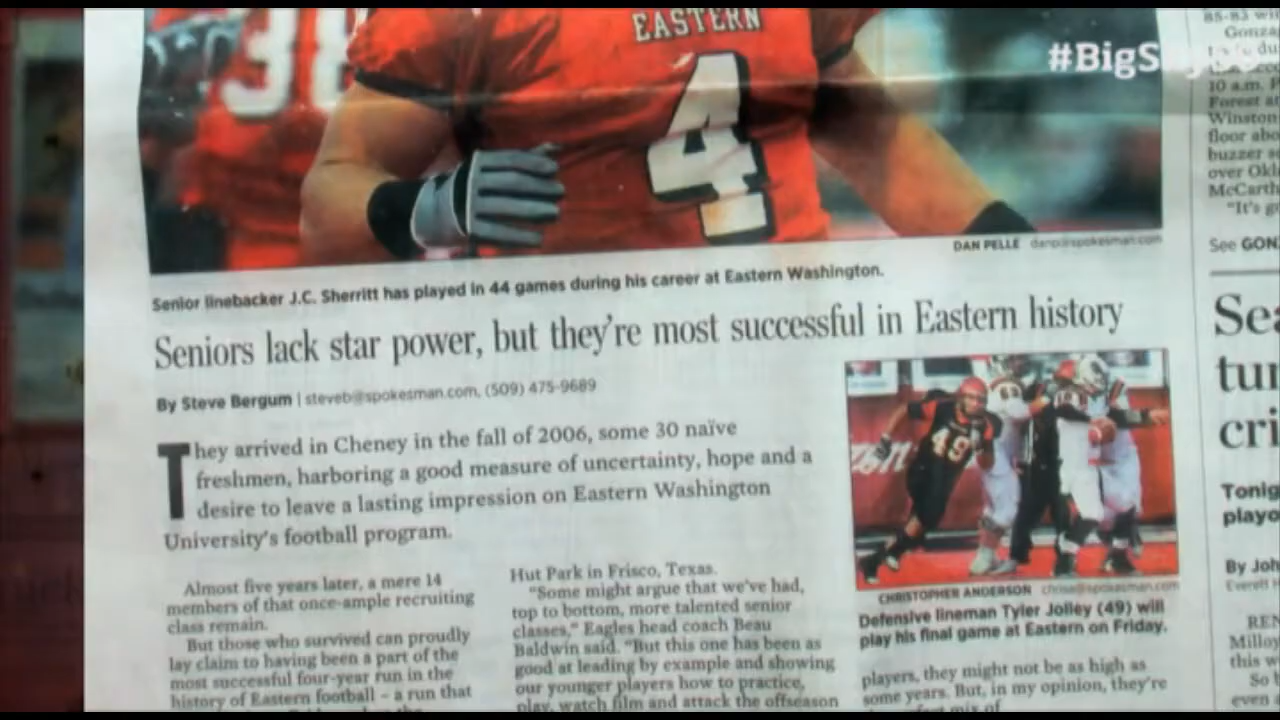 38
EASTERN
4
#BigS
DAN PELLE danp@spokesman.com
Senior linebacker J.C. Sherritt has played in 44 games during his career at Eastern Washington.
Seniors lack star power, but they're most successful in Eastern history
By Steve Bergum | steveb@spokesman.com, (509) 475-9689
They arrived in Cheney in the fall of 2006, some 30 naïve
freshmen, harboring a good measure of uncertainty, hope and a
desire to leave a lasting impression on Eastern Washington
University's football program.
Almost five years later, a mere 14
members of that once-ample recruiting
class remain.
But those who survived can proudly
lay claim to having been a part of the
most successful four-year run in the
history of Eastern football – a run that
Hut Park in Frisco, Texas.
"Some might argue that we've had,
top to bottom, more talented senior
classes," Eagles head coach Beau
Baldwin said. "But this one has been as
good at leading by example and showing
our younger players how to practice,
play, watch film and attack the offseason
49
CHRISTOPHER ANDERSON chrisa@spokesman.com
Defensive lineman Tyler Jolley (49) will
play his final game at Eastern on Friday.
players, they might not be as high as
some years. But, in my opinion, they're
mix of
85-83
Gonza
10 a.m.
Forest
Winston
floor
buzzer
over
McCarth
"It's
See GON
Sea
tur
cri
Tonig
playo
By Joh
Everett
REN
Milloy
this w
So
even